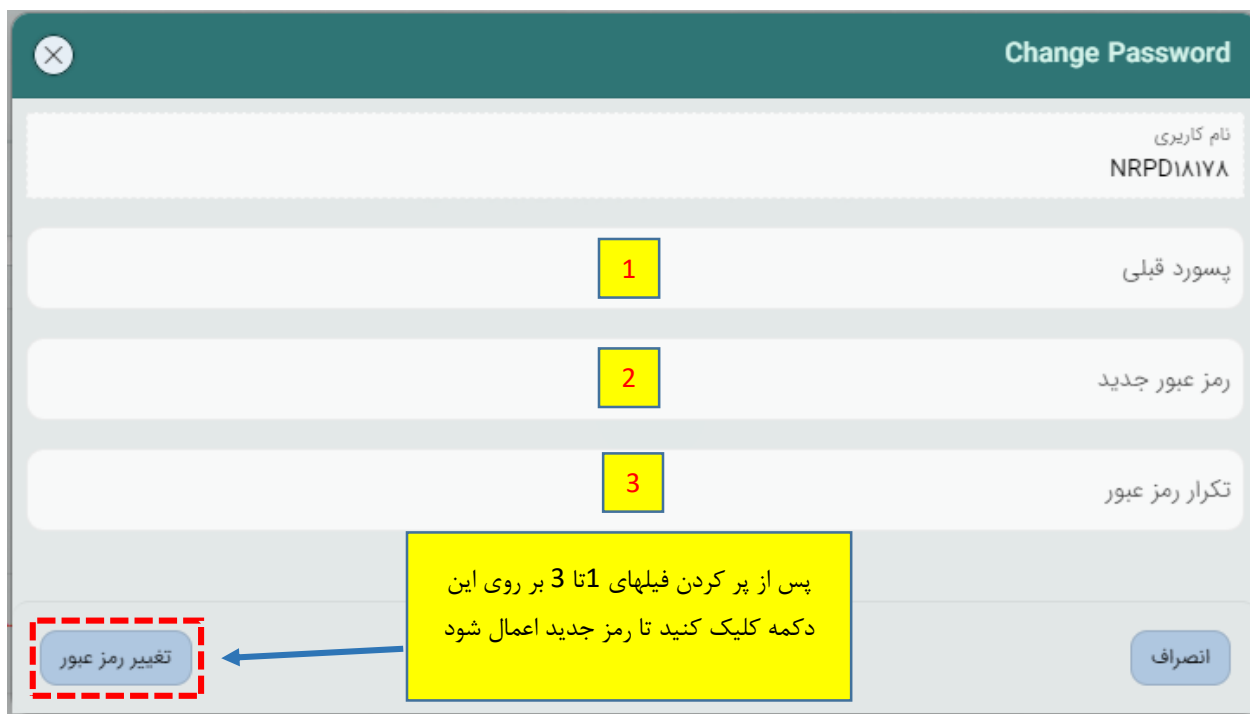 Change Password
نام کاریری
NRPD۱۸۱۷۸
پسورد قبلی
1
رمز عبور جدید
2
تکرار رمز عبور
3
پس از پر کردن فیلهای 1تا 3 بر روی این
دکمه کلیک کنید تا رمز جدید اعمال شود
انصراف
تغییر رمز عبور